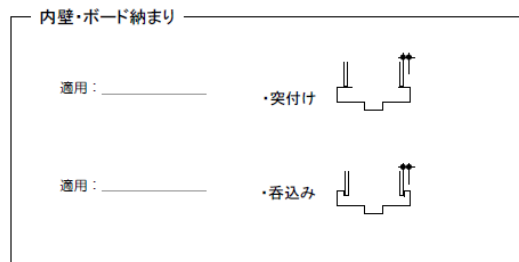 内壁・ボード納まり
適用：
・突付け
適用：
・呑込み